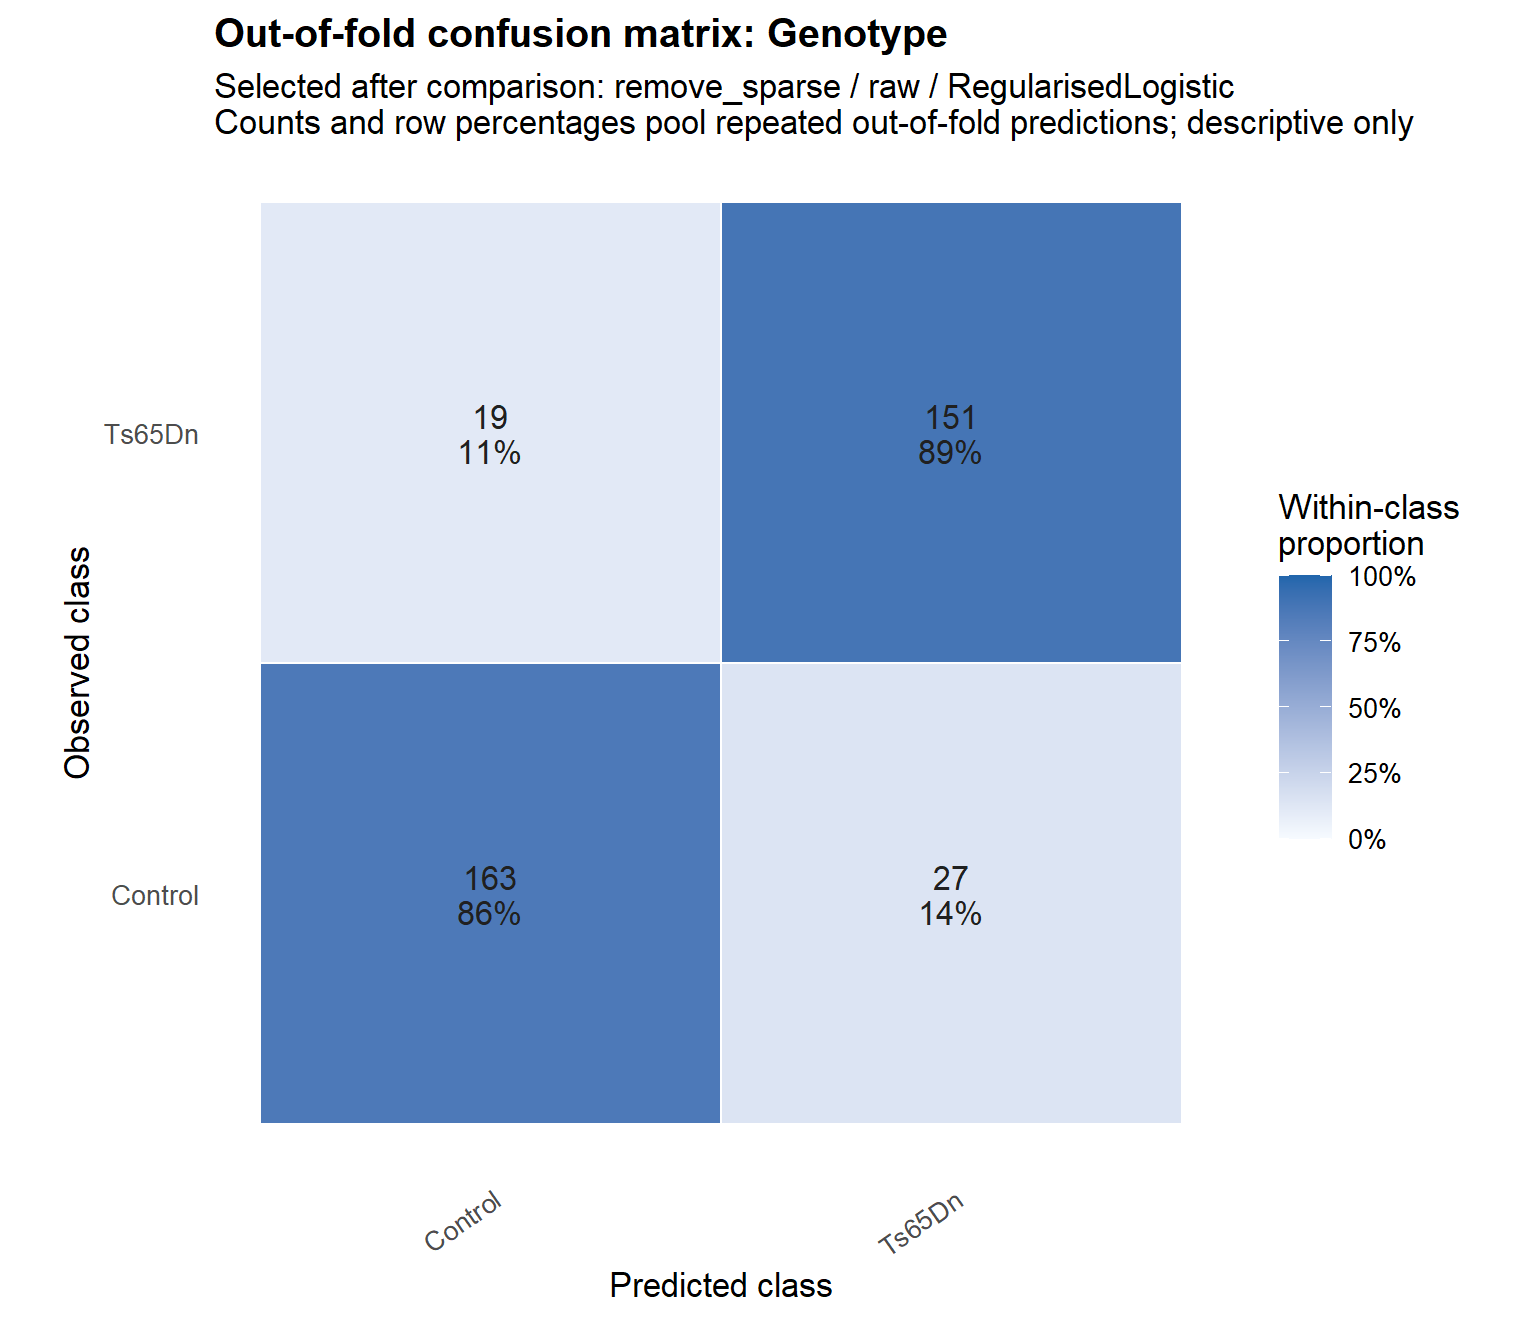 Out-of-fold confusion matrix: Genotype
Selected after comparison: remove_sparse / raw / RegularisedLogistic
Counts and row percentages pool repeated out-of-fold predictions; descriptive only
Observed class
Ts65Dn
19
11%
151
89%
Control
163
86%
27
14%
Control
Ts65Dn
Predicted class
Within-class
proportion
100%
75%
50%
25%
0%